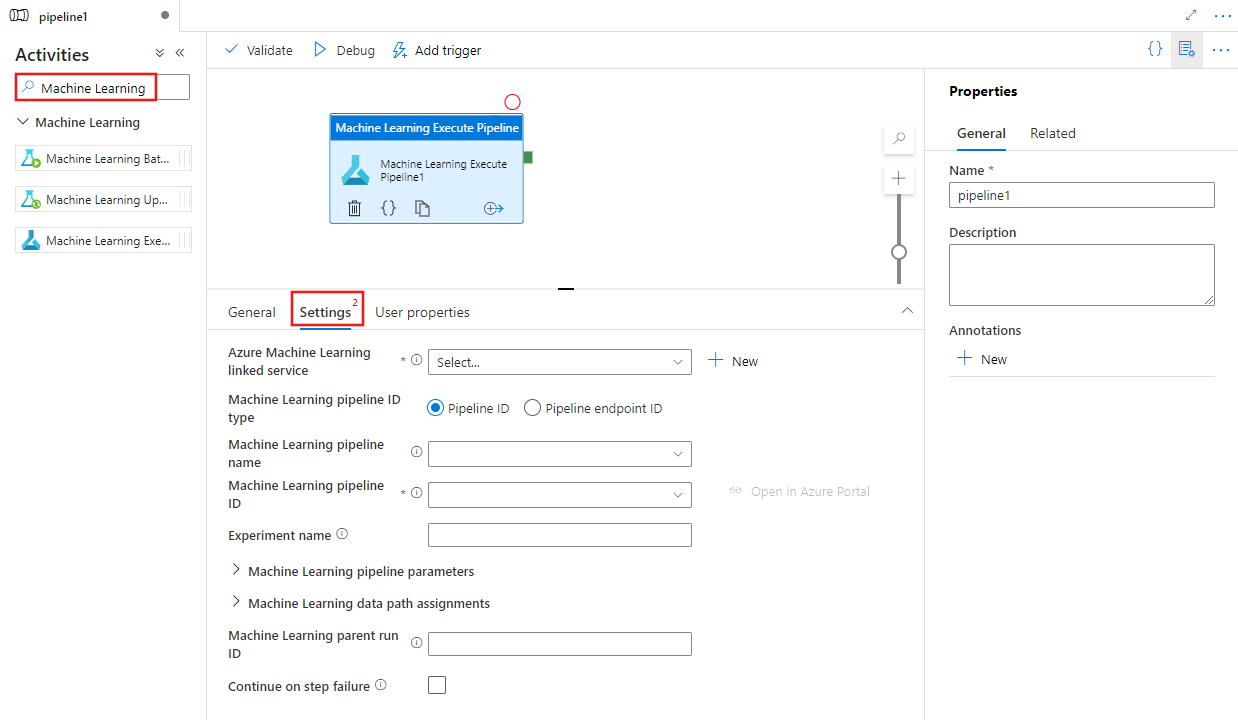 pipeline1
Activities
Machine Learning
Machine Learning
Machine Learning Bat...
Machine Learning Up...
Machine Learning Exe...
Validate
Debug
Add trigger
Machine Learning Execute Pipeline
Machine Learning Execute
Pipeline1
General
Settings 2
User properties
Azure Machine Learning
linked service
*
Select...
New
Machine Learning pipeline ID
type
Pipeline ID
Pipeline endpoint ID
Machine Learning pipeline
name
Machine Learning pipeline
ID
*
Open in Azure Portal
Experiment name
Machine Learning pipeline parameters
Machine Learning data path assignments
Machine Learning parent run
ID
Continue on step failure
Properties
General
Related
Name *
pipeline1
Description
Annotations
New